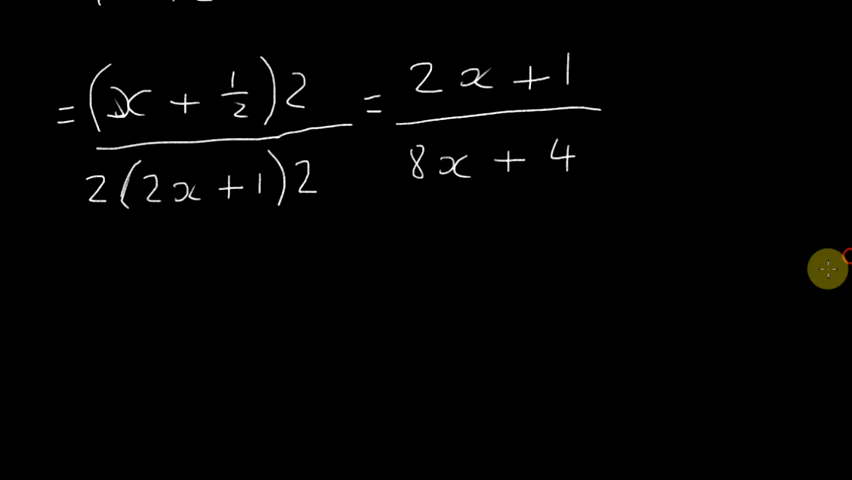 = (x + 1/2)2 / 2(2x + 1)2 = 2x + 1 / 8x + 4